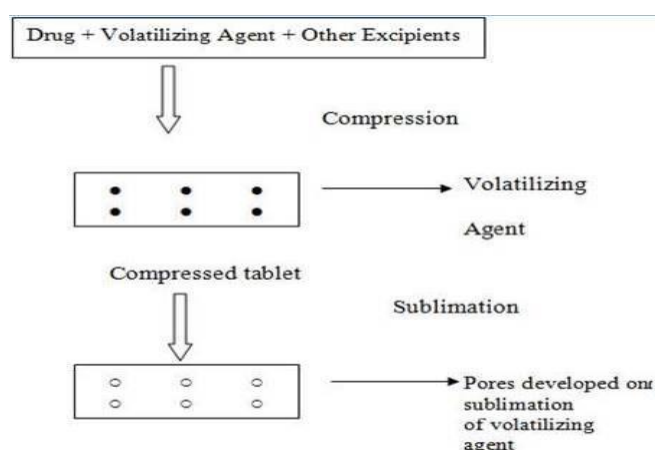 Drug + Volatilizing Agent + Other Excipients
Compression
Volatilizing
Agent
Compressed tablet
Sublimation
Pores developed on
sublimation
of volatilizing
agent